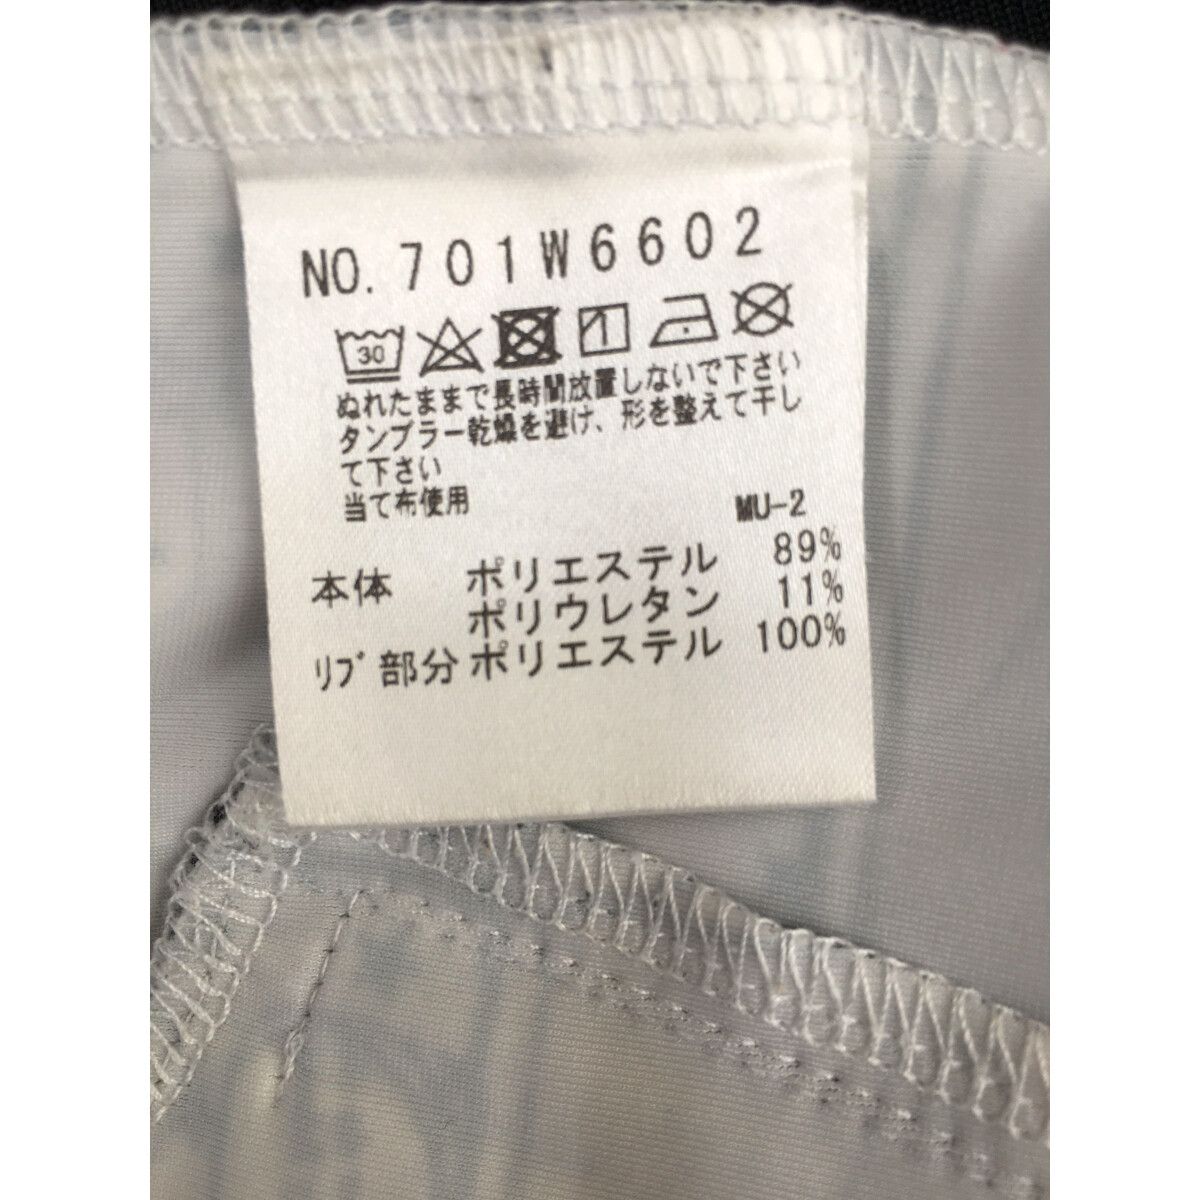 NO.701W6602
30
ぬれたままで長時間放置しないで下さい
タンブラー乾燥を避け、形を整えて干し
て下さい
当て布使用
MU-2
本体 ポリエステル 89%
ポリウレタン 11%
リブ部分 ポリエステル 100%